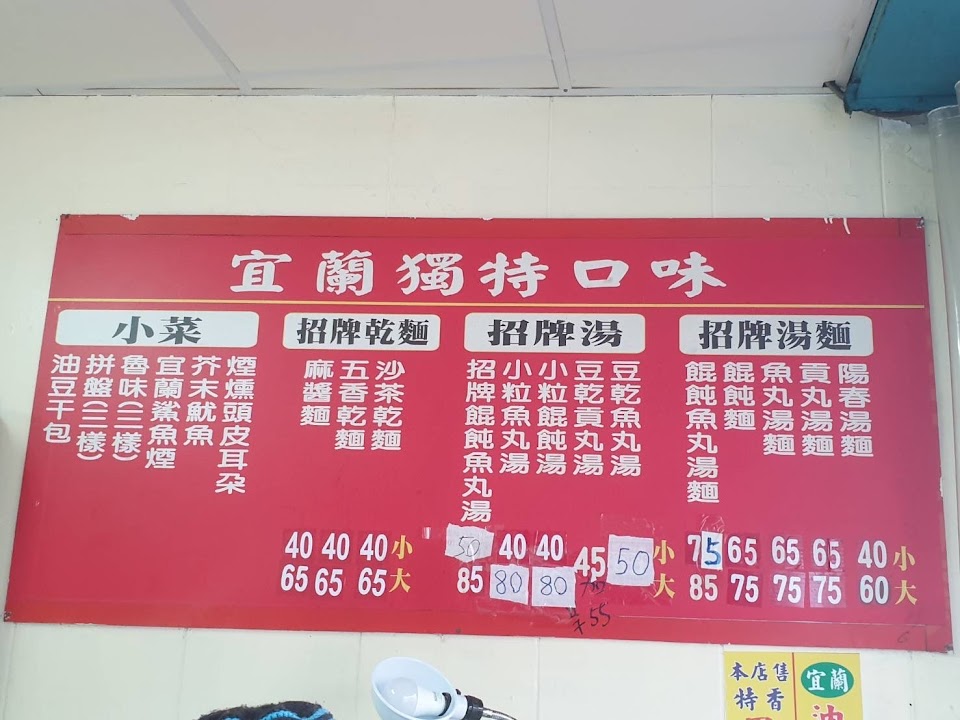 宜蘭獨特口味
小菜
煙燻頭皮耳朵
芥末魷魚
宜蘭鯊魚煙
魯味(二樣)
拼盤(二樣)
油豆干包
招牌乾麵
沙茶乾麵
五香乾麵
麻醬麵
40 40 40 小
65 65 65 大
招牌湯
豆乾魚丸湯
豆乾貢丸湯
小粒餛飩湯
小粒魚丸湯
招牌餛飩魚丸湯
50 40 40 45 50 小
85 80 80 大
55
招牌湯麵
陽春湯麵
貢丸湯麵
魚丸湯麵
餛飩麵
餛飩魚丸湯麵
75 65 65 65 40 小
85 75 75 75 60 大
本店售
特香
宜蘭
油